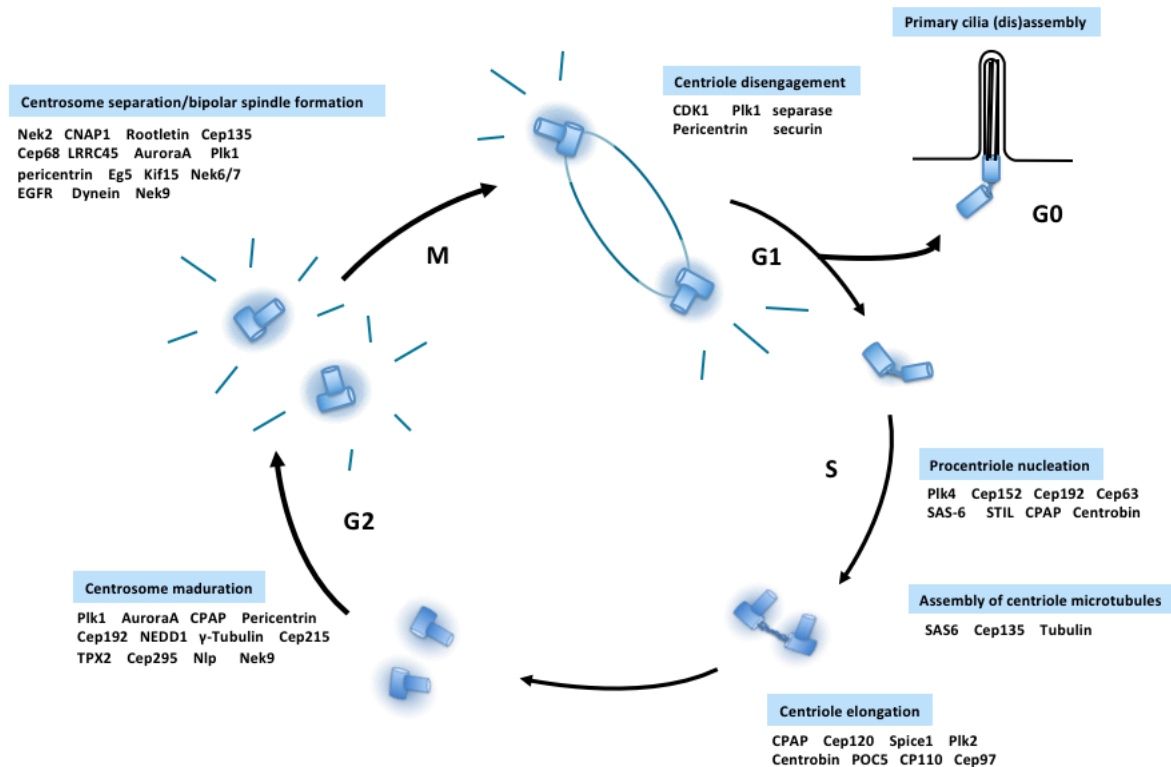 Primary cilia (dis)assembly
Centrosome separation/bipolar spindle formation
Nek2 CNAP1 Rootletin Cep135
Cep68 LRRC45 AuroraA Plk1
pericentrin Eg5 Kif15 Nek6/7
EGFR Dynein Nek9
Centriole disengagement
CDK1 Plk1 separase
Pericentrin securin
G0
M
G1
S
Procentriole nucleation
Plk4 Cep152 Cep192 Cep63
SAS-6 STIL CPAP Centrobin
G2
Centrosome maduration
Plk1 AuroraA CPAP Pericentrin
Cep192 NEDD1 γ-Tubulin Cep215
TPX2 Cep295 Nlp Nek9
Assembly of centriole microtubules
SAS6 Cep135 Tubulin
Centriole elongation
CPAP Cep120 Spice1 Plk2
Centrobin POC5 CP110 Cep97